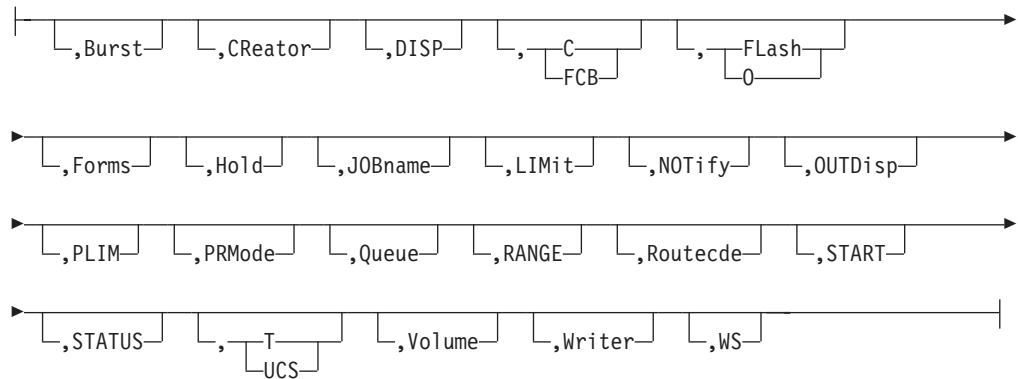 ,Burst ,CReator ,DISP , C , FLash
FCB O
,Forms ,Hold ,JOBname ,LIMit ,NOTify ,OUTDisp
,PLIM ,PRMode ,Queue ,RANGE ,Routecde ,START
,STATUS , T ,Volume ,Writer ,WS
UCS